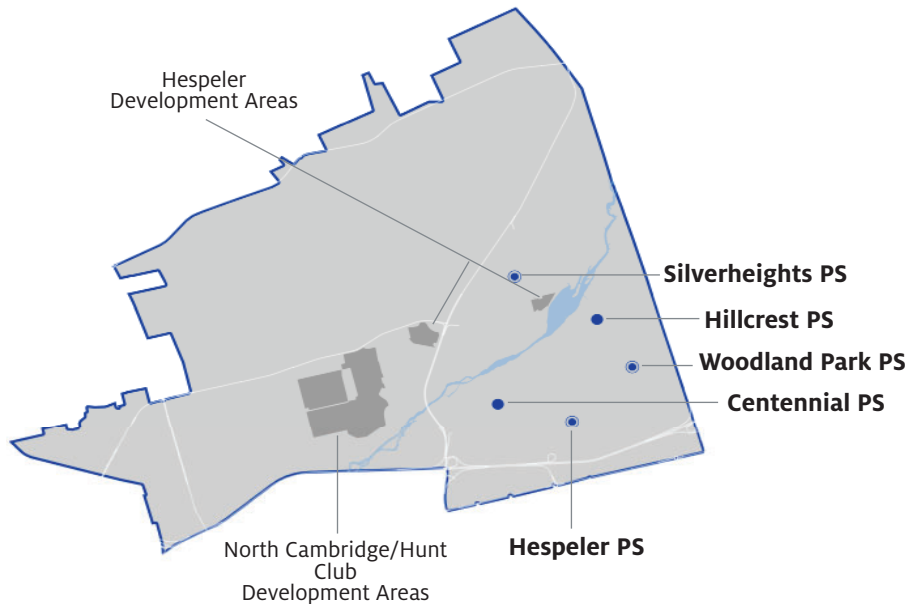 Hespeler
Development Areas
Silverheights PS
Hillcrest PS
Woodland Park PS
Centennial PS
Hespeler PS
North Cambridge/Hunt
Club
Development Areas